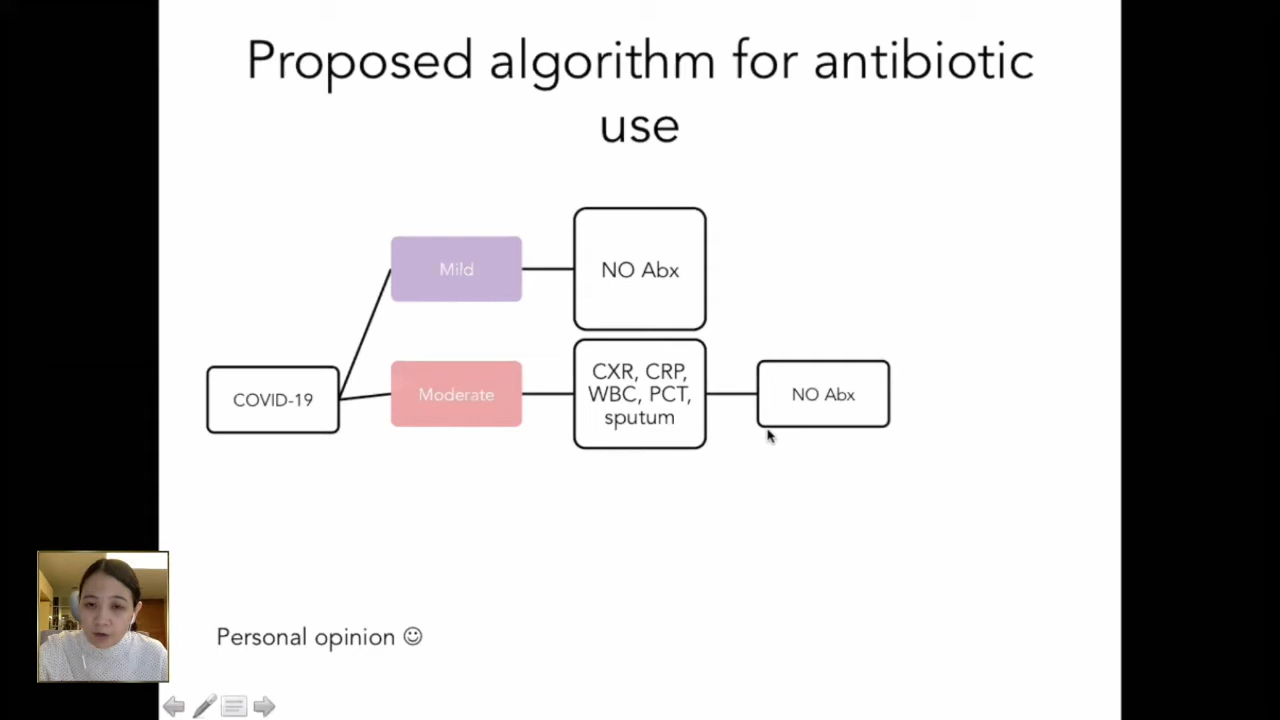 Proposed algorithm for antibiotic
use
Mild
NO Abx
COVID-19
Moderate
CXR, CRP,
WBC, PCT,
sputum
NO Abx
Personal opinion ☺